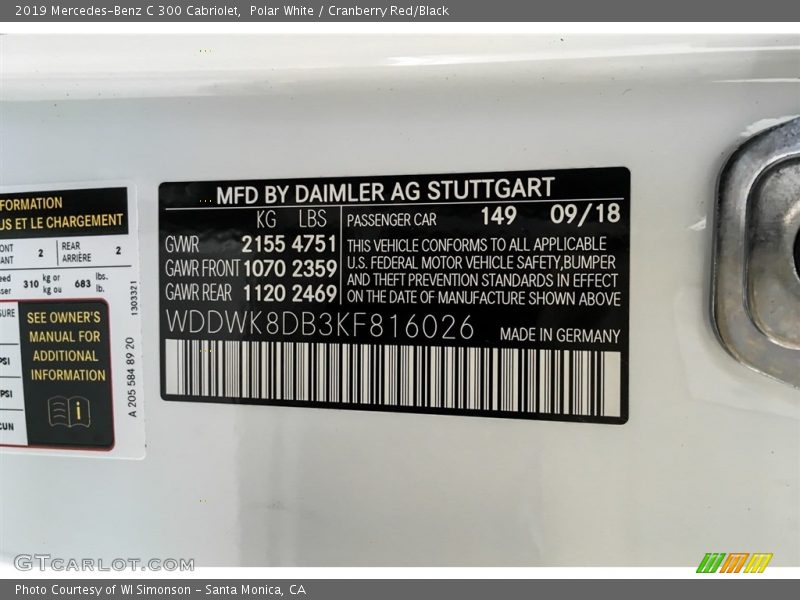 2019 Mercedes-Benz C 300 Cabriolet, Polar White / Cranberry Red/Black
MFD BY DAIMLER AG STUTTGART
KG LBS
GWR 2155 4751
GAWR FRONT 1070 2359
GAWR REAR 1120 2469
PASSENGER CAR 149 09/18
THIS VEHICLE CONFORMS TO ALL APPLICABLE
U.S. FEDERAL MOTOR VEHICLE SAFETY,BUMPER
AND THEFT PREVENTION STANDARDS IN EFFECT
ON THE DATE OF MANUFACTURE SHOWN ABOVE
WDDWK8DB3KF816026 MADE IN GERMANY
FORMATION
US ET LE CHARGEMENT
ONT 2 REAR 2
ANT ARRIÈRE
310 kg or 683 lbs.
kg ou lb.
SURE
PSI
PSI
SEE OWNER'S
MANUAL FOR
ADDITIONAL
INFORMATION
i
1303321
A 205 584 89 20
GTCARLOT.COM
Photo Courtesy of WI Simonson - Santa Monica, CA